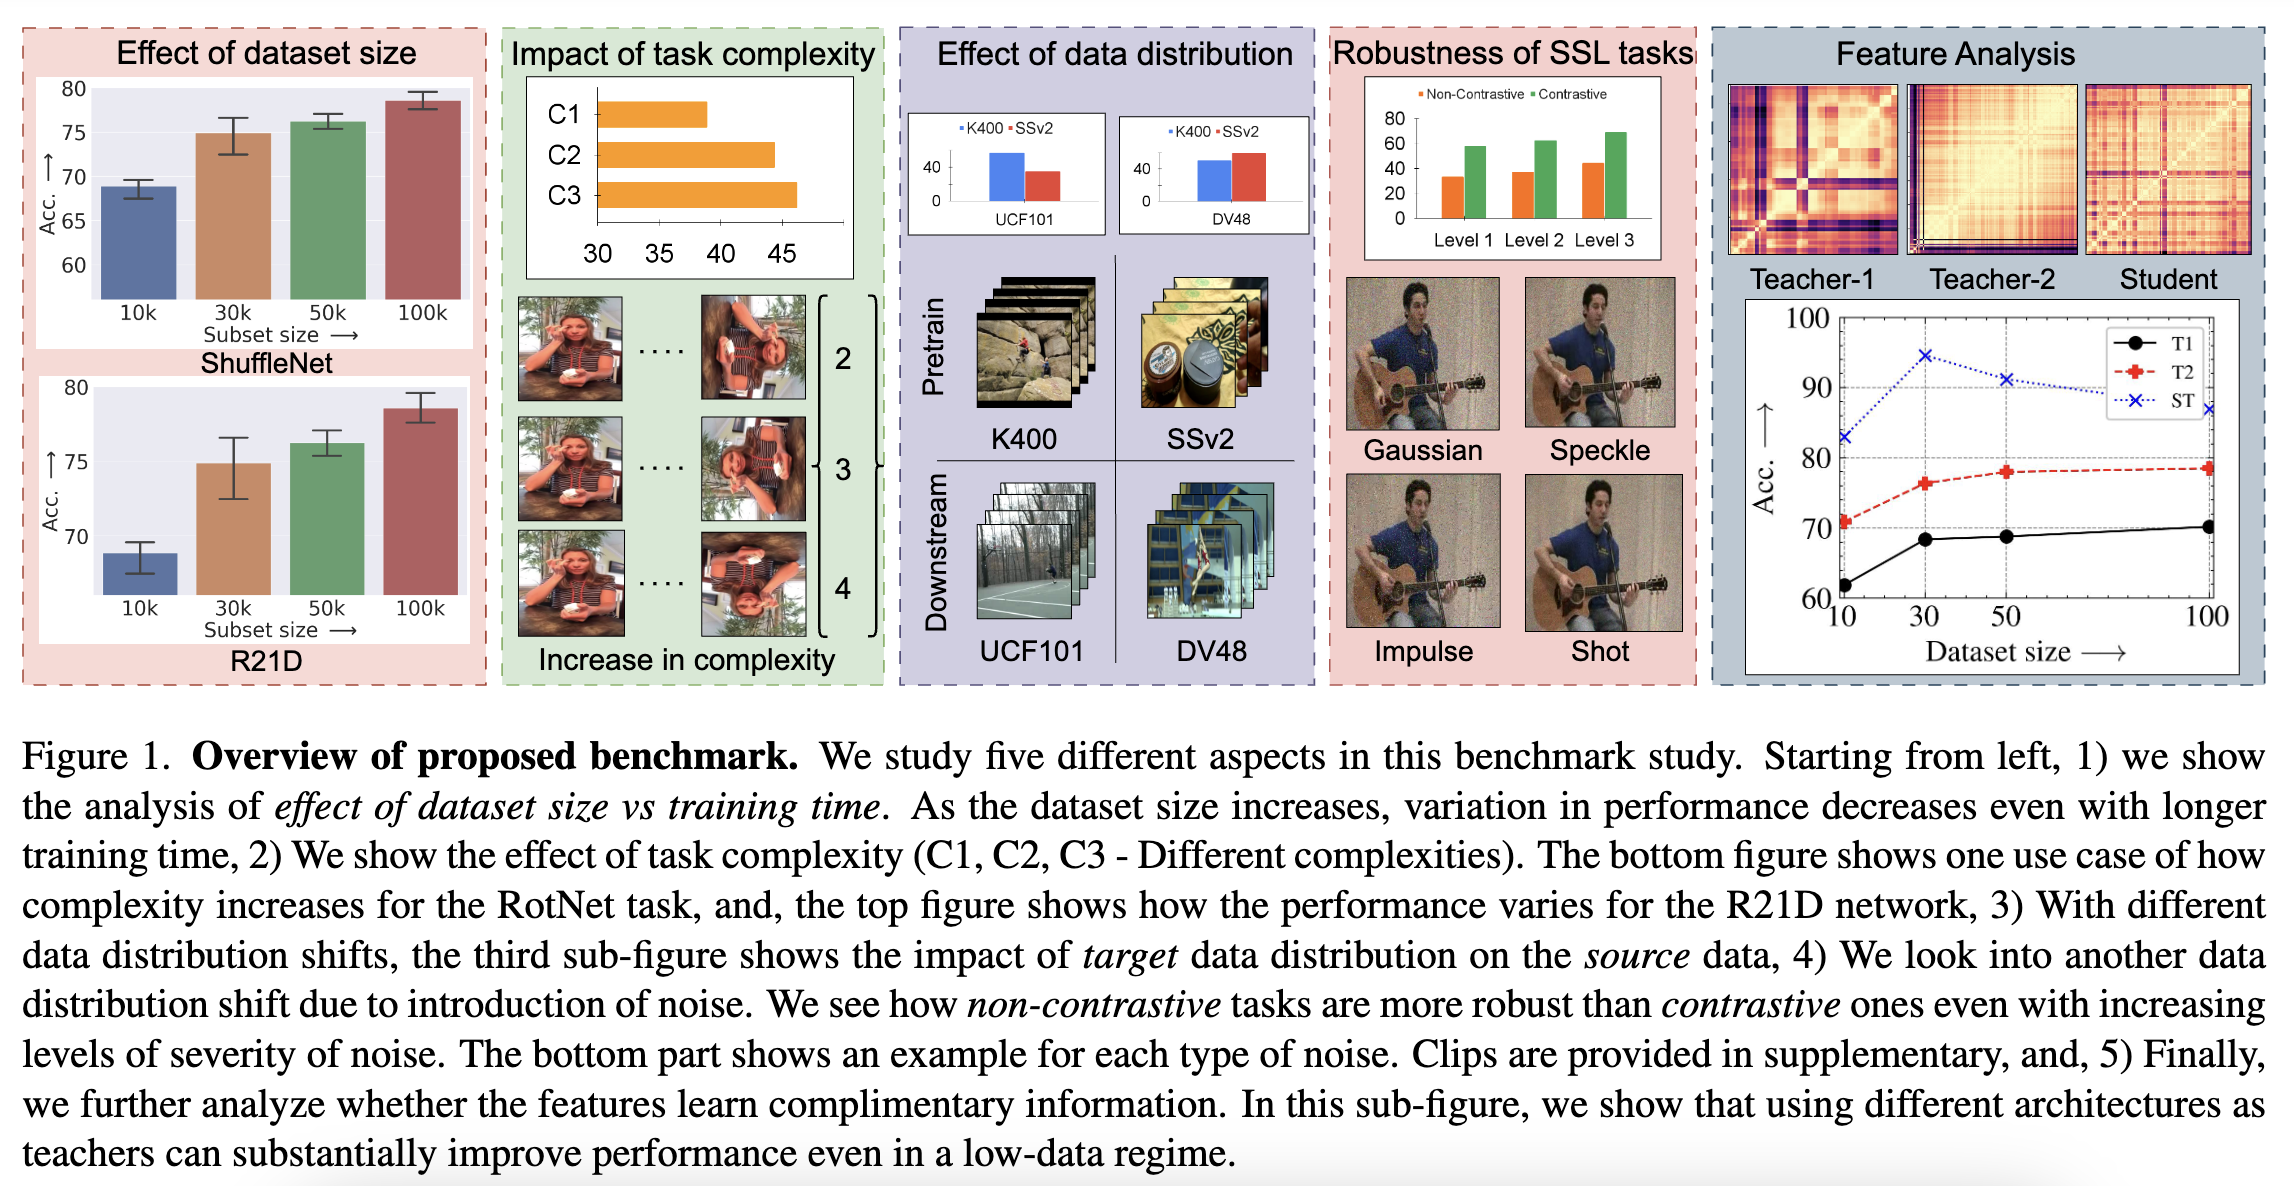 Effect of dataset size
80
75
70
65
60
Acc. →
10k 30k 50k 100k
Subset size →
ShuffleNet
80
75
70
Acc. →
10k 30k 50k 100k
Subset size →
R21D
Impact of task complexity
C1
C2
C3
30 35 40 45
2
3
4
Increase in complexity
Effect of data distribution
K400 SSv2
40
0
UCF101
K400 SSv2
40
0
DV48
Pretrain
K400 SSv2
Downstream
UCF101 DV48
Robustness of SSL tasks
Non-Contrastive Contrastive
80
60
40
20
0
Level 1 Level 2 Level 3
Gaussian Speckle
Impulse Shot
Feature Analysis
Teacher-1 Teacher-2 Student
100
90
80
70
60
Acc. →
T1
T2
ST
10 30 50 100
Dataset size →
Figure 1. Overview of proposed benchmark. We study five different aspects in this benchmark study. Starting from left, 1) we show
the analysis of effect of dataset size vs training time. As the dataset size increases, variation in performance decreases even with longer
training time, 2) We show the effect of task complexity (C1, C2, C3 - Different complexities). The bottom figure shows one use case of how
complexity increases for the RotNet task, and, the top figure shows how the performance varies for the R21D network, 3) With different
data distribution shifts, the third sub-figure shows the impact of target data distribution on the source data, 4) We look into another data
distribution shift due to introduction of noise. We see how non-contrastive tasks are more robust than contrastive ones even with increasing
levels of severity of noise. The bottom part shows an example for each type of noise. Clips are provided in supplementary, and, 5) Finally,
we further analyze whether the features learn complimentary information. In this sub-figure, we show that using different architectures as
teachers can substantially improve performance even in a low-data regime.